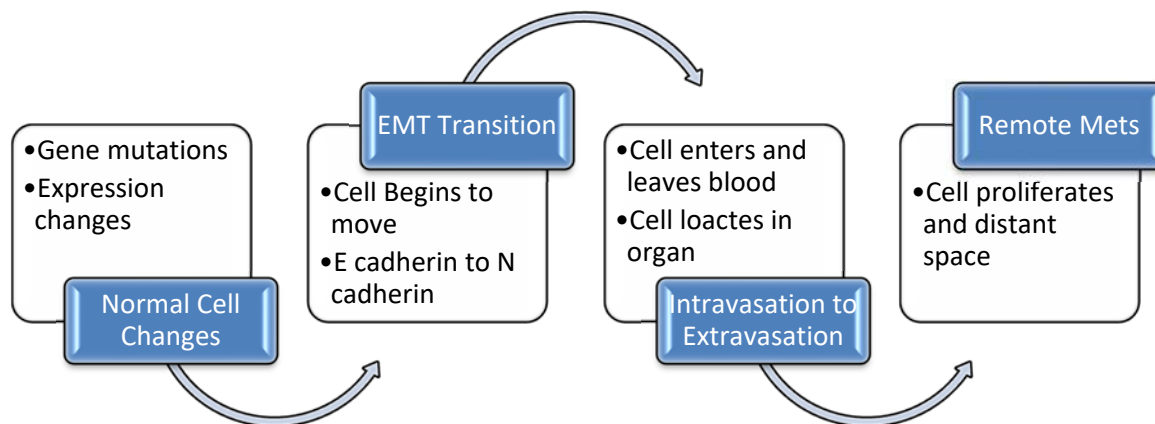 •Gene mutations
•Expression
changes
Normal Cell
Changes
EMT Transition
•Cell Begins to
move
•E cadherin to N
cadherin
•Cell enters and
leaves blood
•Cell loactes in
organ
Intravasation to
Extravasation
Remote Mets
•Cell proliferates
and distant
space